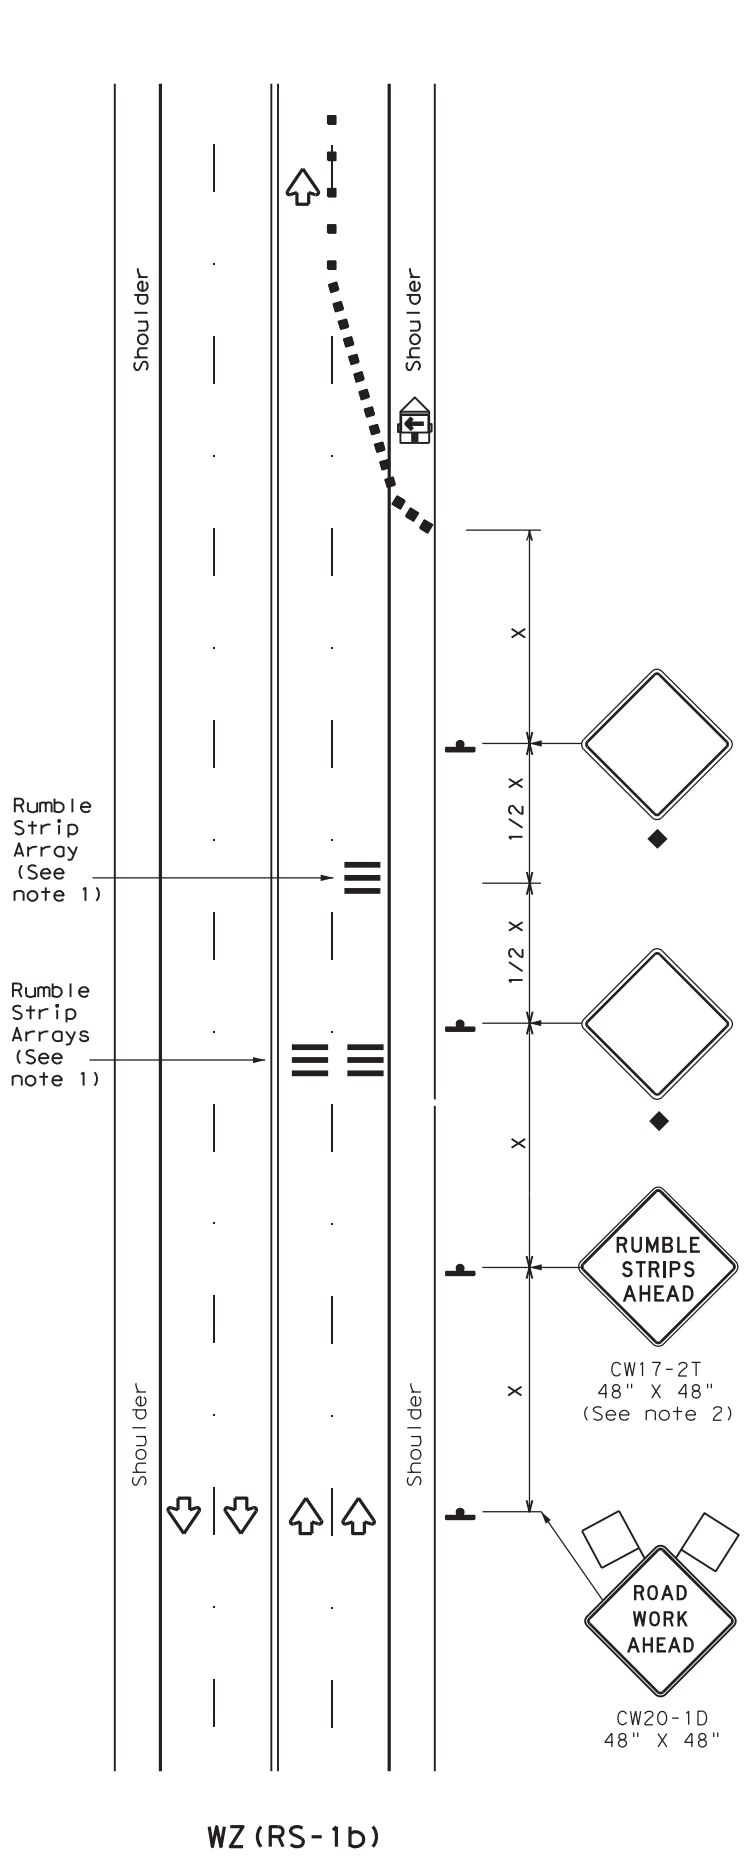 Shoulder
Shoulder
X
1/2 X
Rumble
Strip
Array
(See
note 1)
1/2 X
Rumble
Strip
Arrays
(See
note 1)
X
RUMBLE
STRIPS
AHEAD
CW17-2T
48" X 48"
(See note 2)
X
Shoulder
Shoulder
ROAD
WORK
AHEAD
CW20-1D
48" X 48"
WZ(RS-1b)